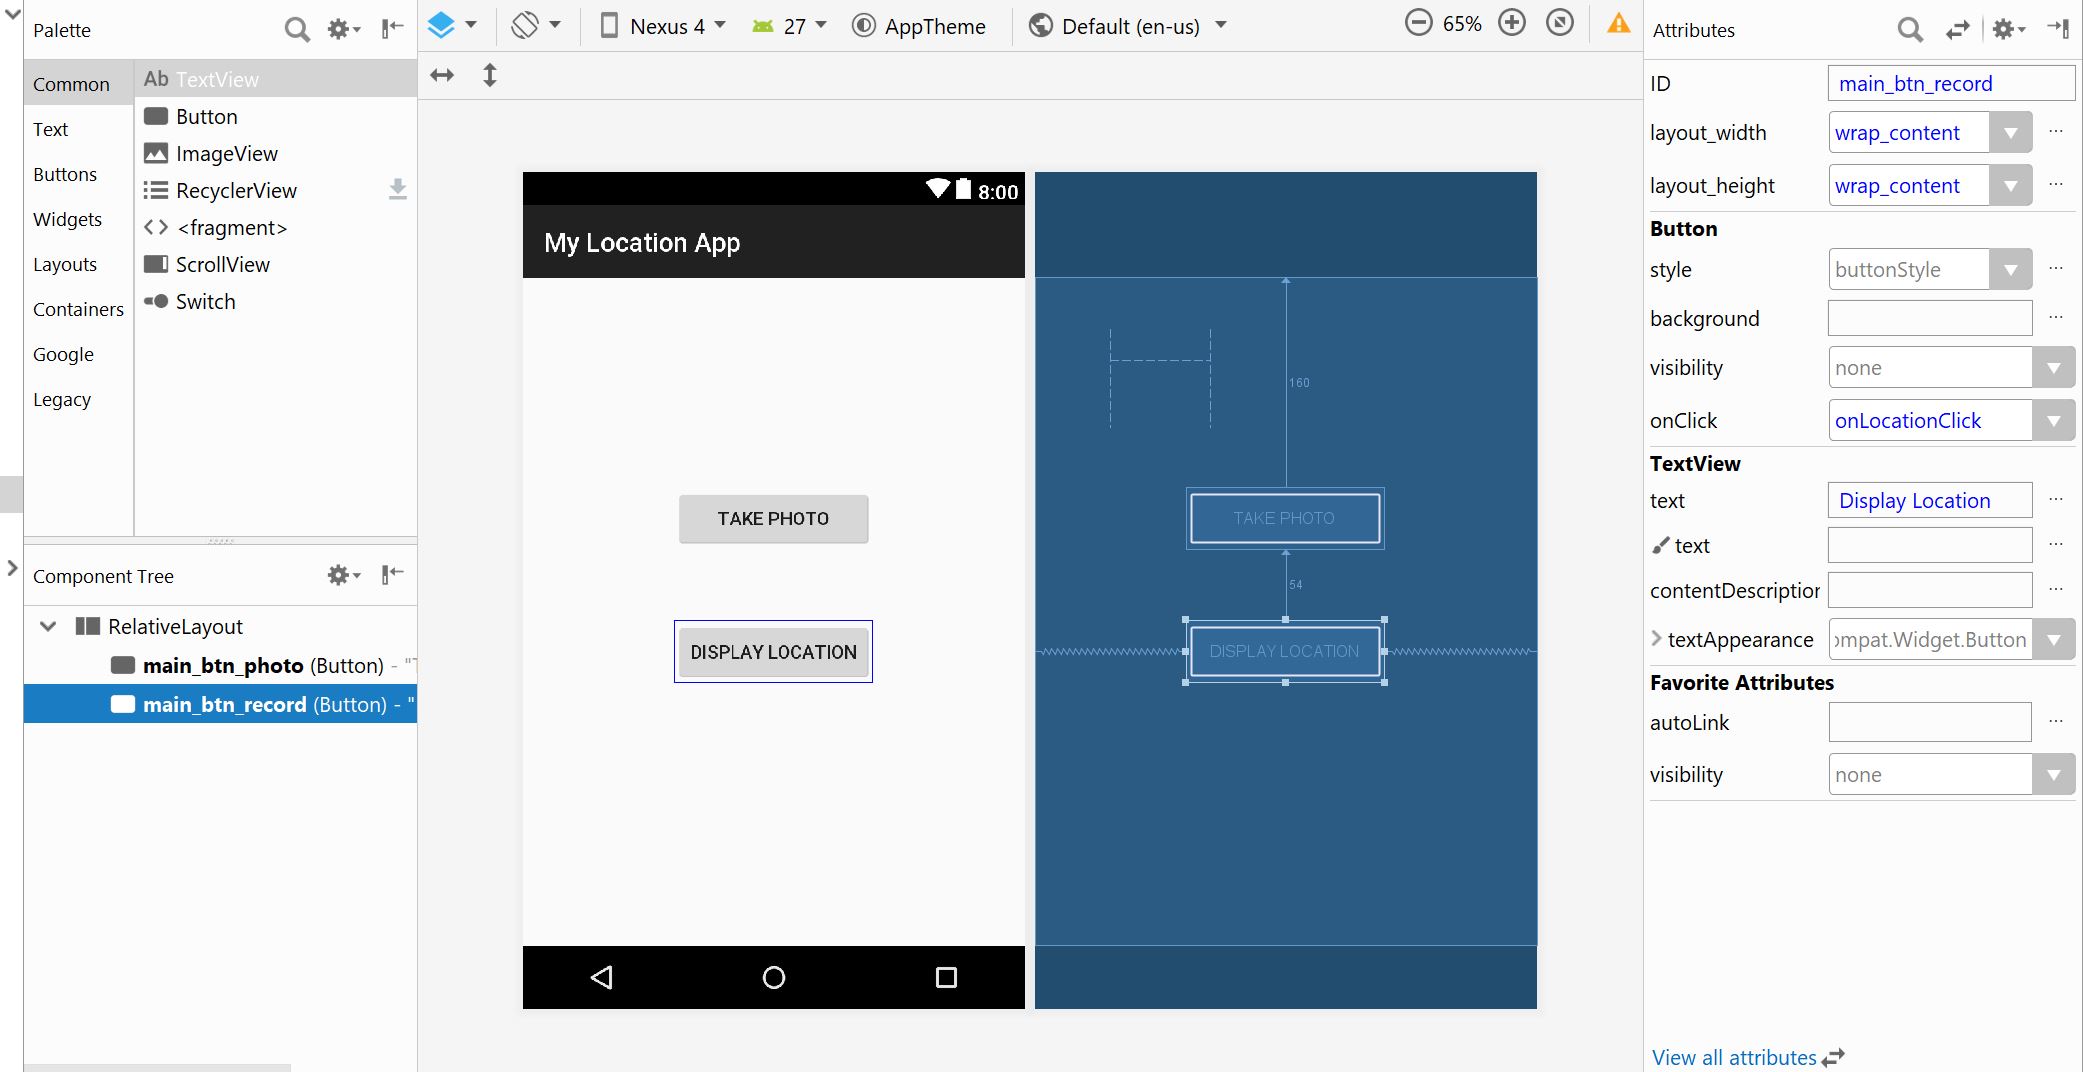 Palette
Common
Text
Buttons
Widgets
Layouts
Containers
Google
Legacy
Ab TextView
Button
ImageView
RecyclerView
<fragment>
ScrollView
Switch
Component Tree
RelativeLayout
main_btn_photo (Button) - "T
main_btn_record (Button) - "
Nexus 4
27
AppTheme
Default (en-us)
65%
8:00
My Location App
TAKE PHOTO
DISPLAY LOCATION
160
TAKE PHOTO
54
DISPLAY LOCATION
Attributes
ID main_btn_record
layout_width wrap_content ...
layout_height wrap_content ...
Button
style buttonStyle ...
background ...
visibility none
onClick onLocationClick
TextView
text Display Location ...
text ...
contentDescription ...
textAppearance ompat.Widget.Button
Favorite Attributes
autoLink ...
visibility none
View all attributes